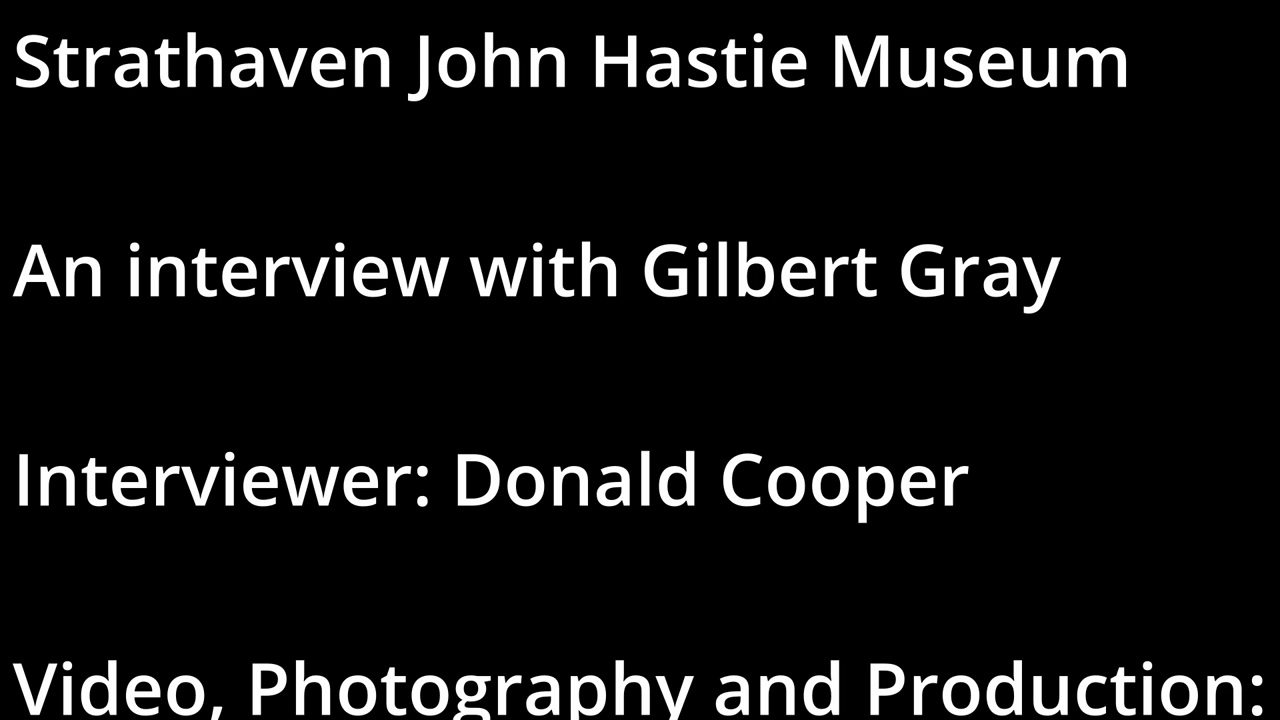 Strathaven John Hastie Museum
An interview with Gilbert Gray
Interviewer: Donald Cooper
Video, Photography and Production: